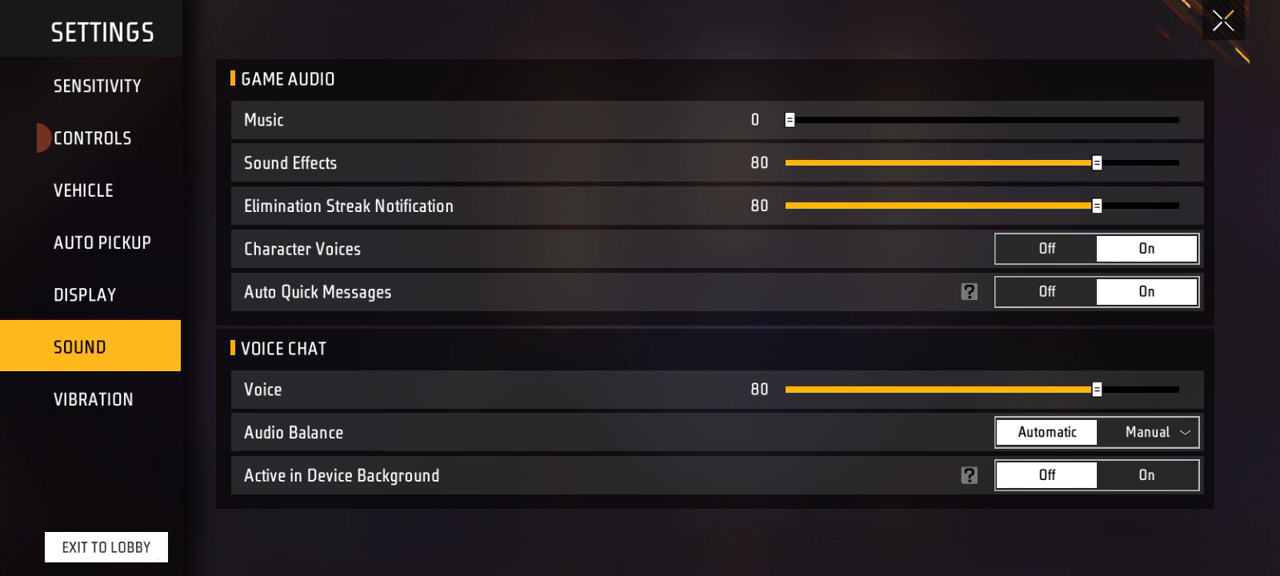 SETTINGS
SENSITIVITY
CONTROLS
VEHICLE
AUTO PICKUP
DISPLAY
SOUND
VIBRATION
EXIT TO LOBBY
GAME AUDIO
Music 0
Sound Effects 80
Elimination Streak Notification 80
Character Voices Off On
Auto Quick Messages ? Off On
VOICE CHAT
Voice 80
Audio Balance Automatic Manual
Active in Device Background ? Off On